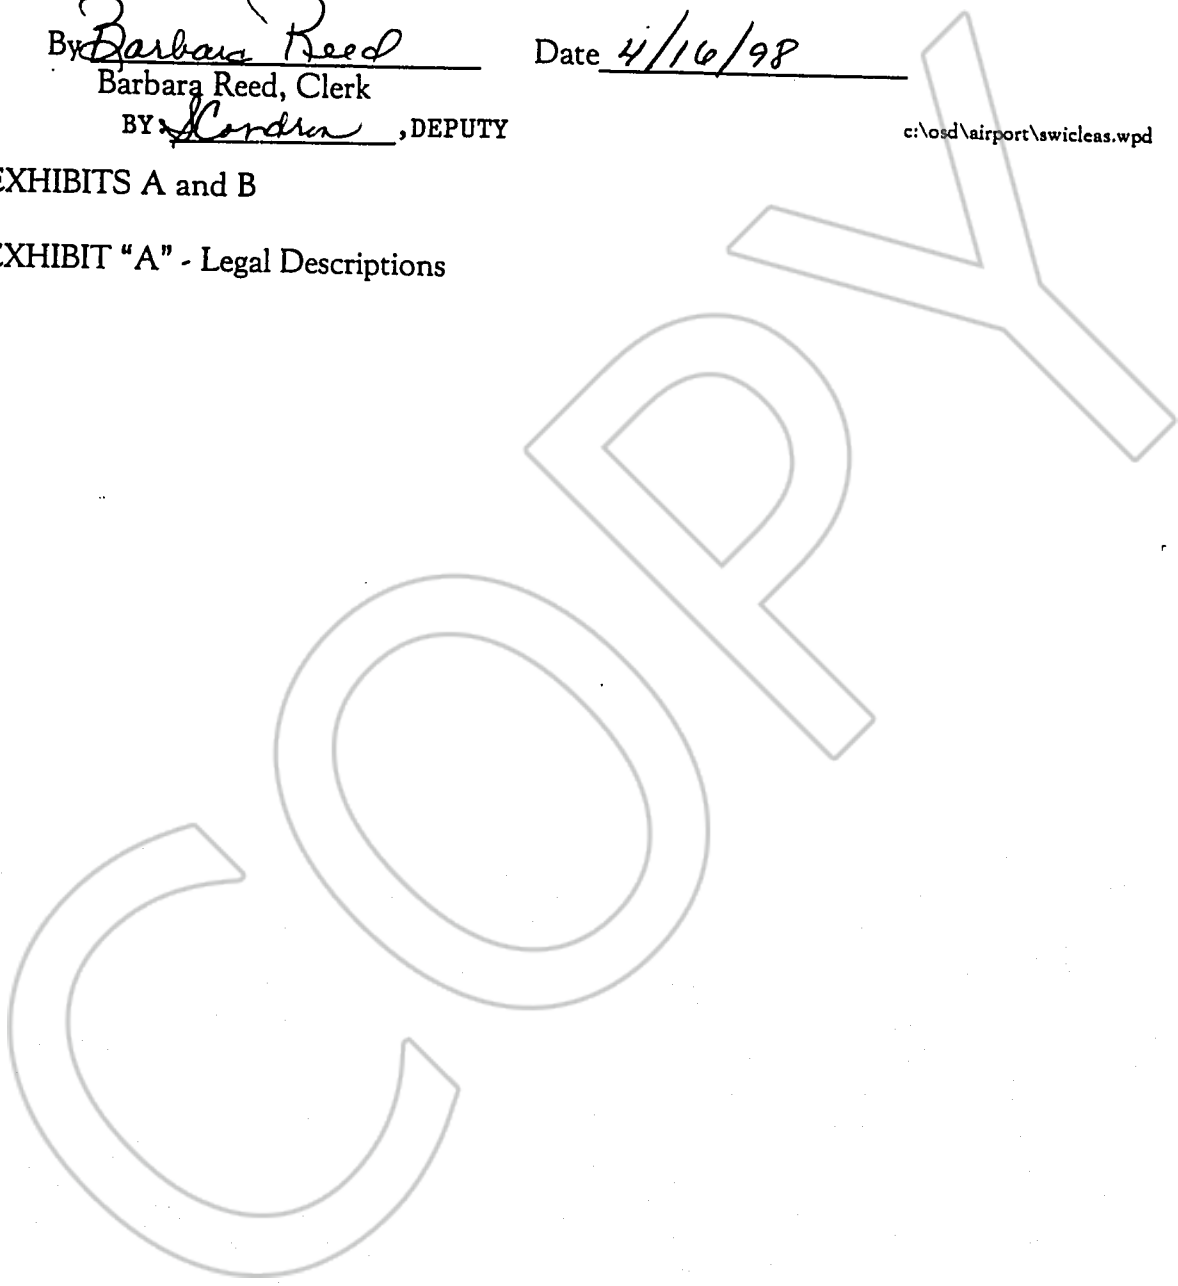 By Barbara Reed Date 4/16/98
Barbara Reed, Clerk
BY: , DEPUTY
c:\osd\airport\swicleas.wpd
EXHIBITS A and B
EXHIBIT “A” - Legal Descriptions
COPY